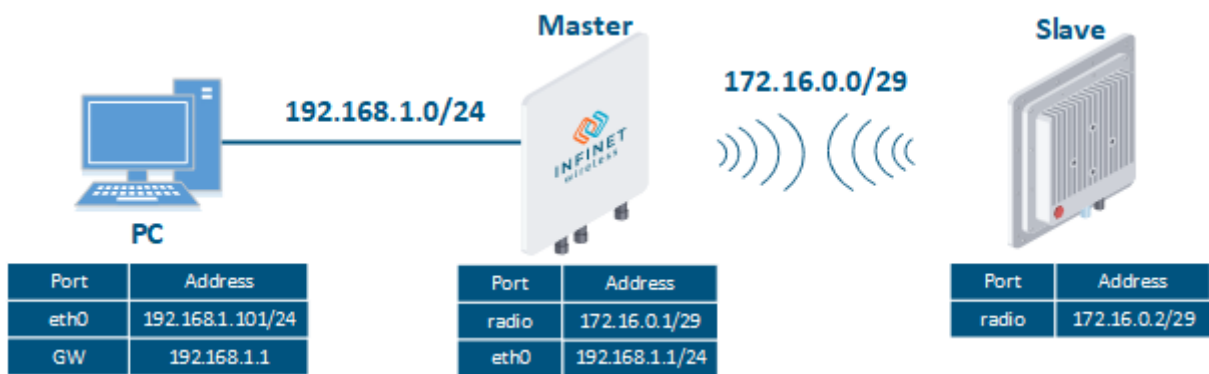 Master
Slave
172.16.0.0/29
192.168.1.0/24
INFINET
wireless
PC
Port Address
eth0 192.168.1.101/24
GW 192.168.1.1
Port Address
radio 172.16.0.1/29
eth0 192.168.1.1/24
Port Address
radio 172.16.0.2/29